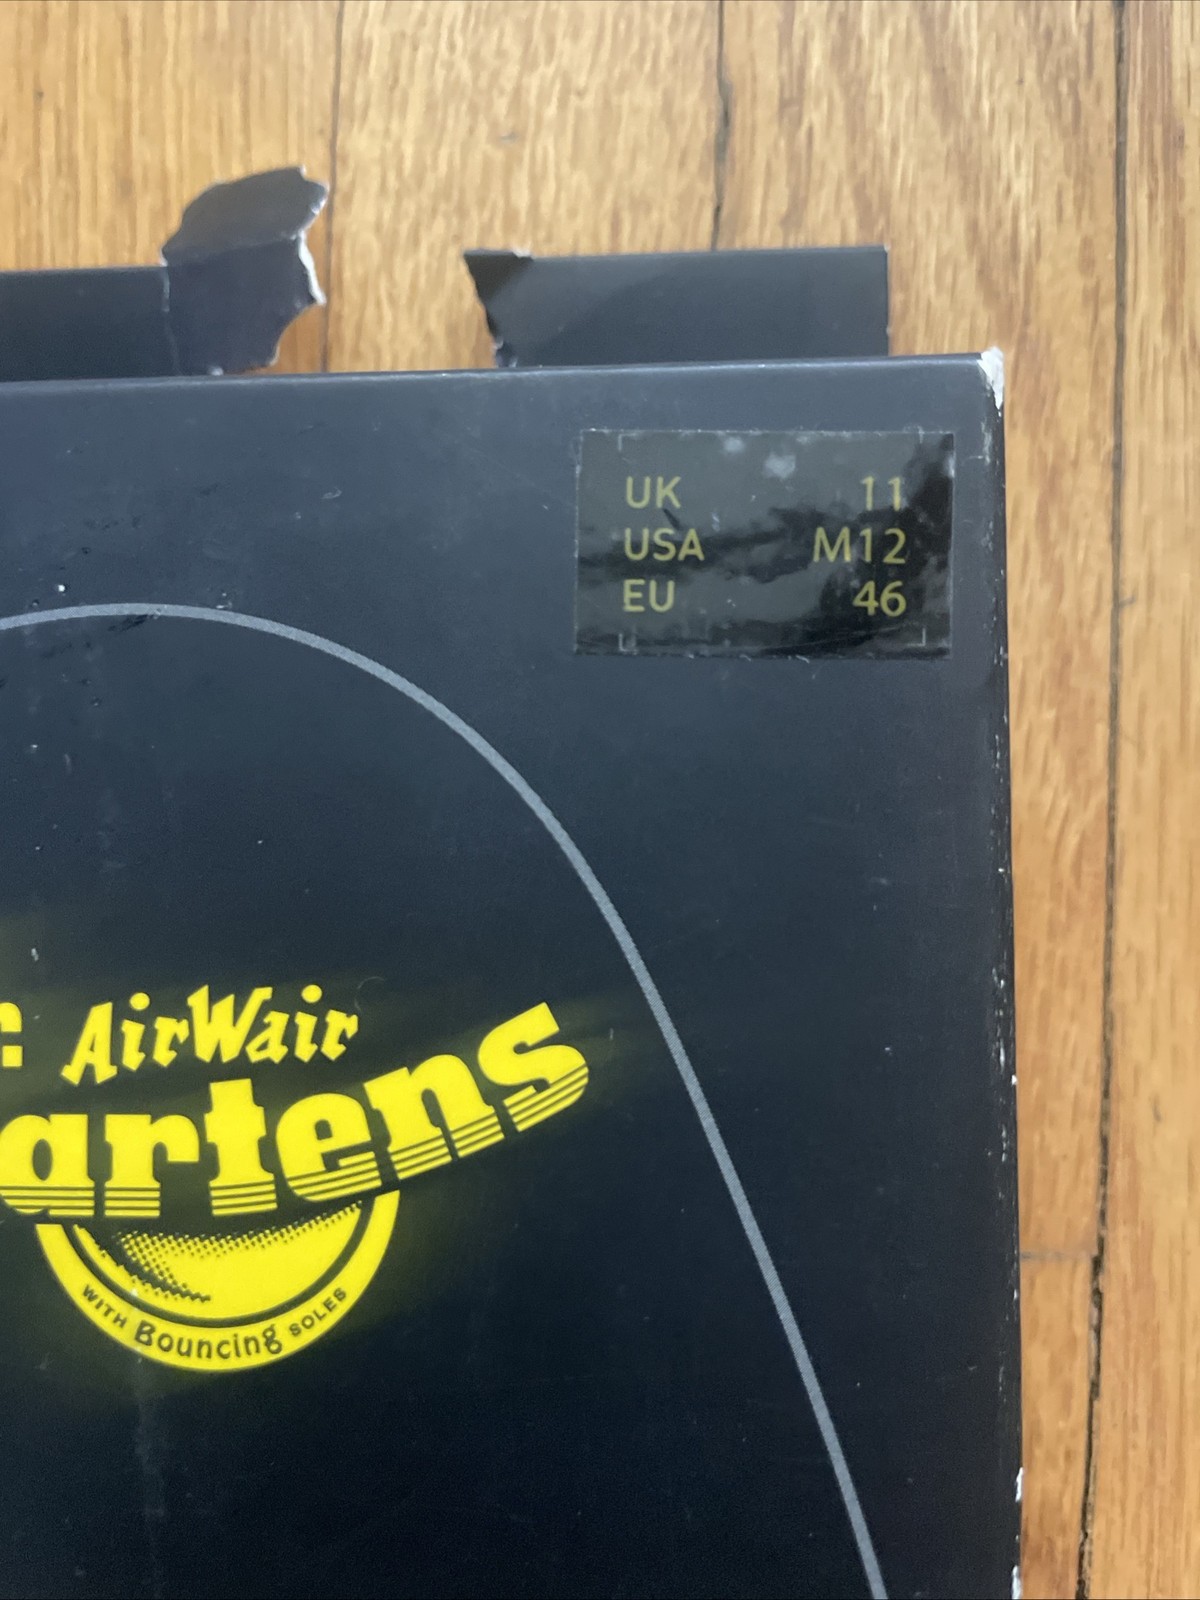 UK 11
USA M12
EU 46
r. AirWair
artens
WITH Bouncing SOLES